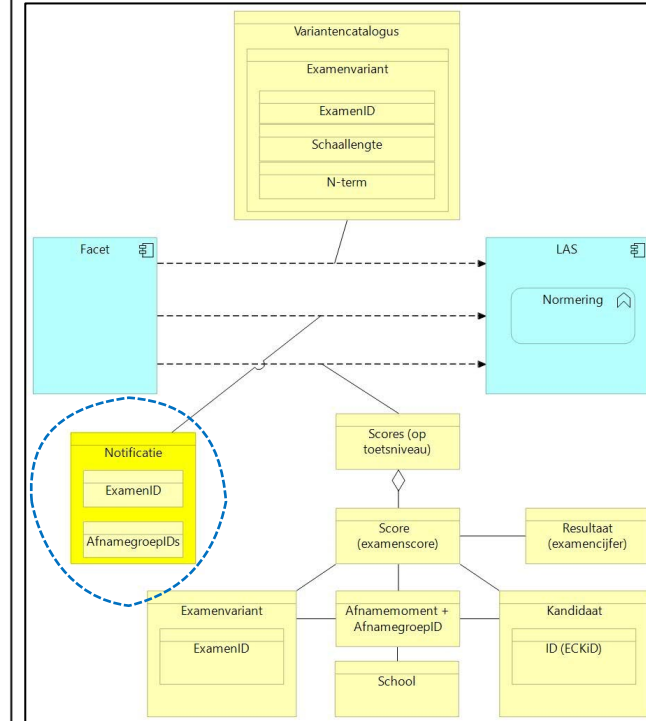 Variantencatalogus
Examenvariant
ExamenID
Schaallengte
N-term
Facet
LAS
Normering
Notificatie
ExamenID
AfnamegroepIDs
Scores (op
toetsniveau)
Score
(examenscore)
Resultaat
(examencijfer)
Examenvariant
ExamenID
Afnamemoment +
AfnamegroepID
Kandidaat
ID (ECKiD)
School